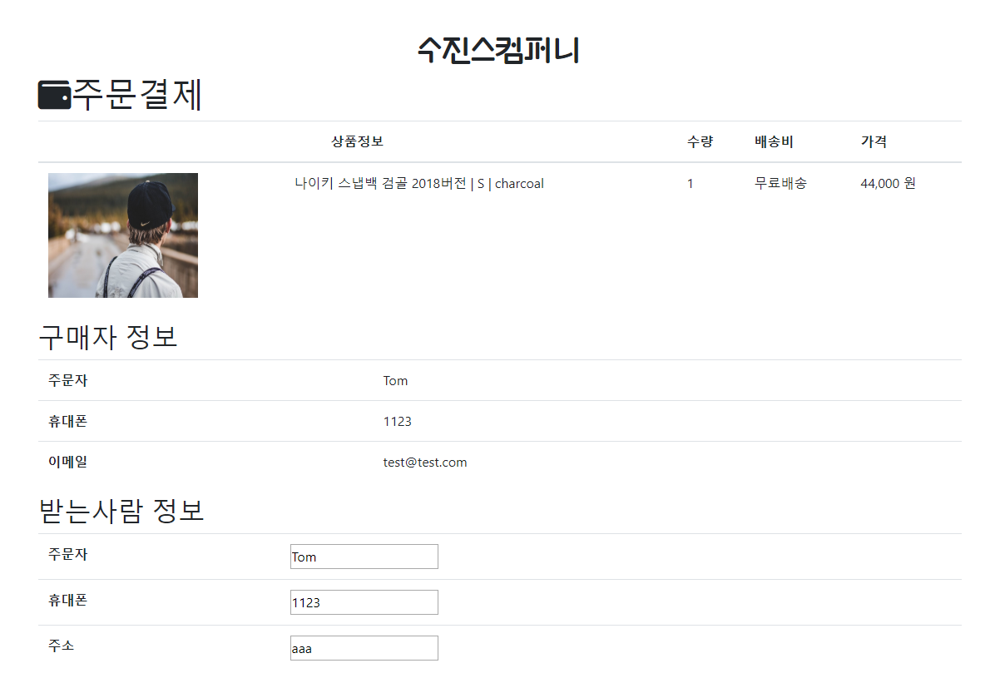 수진스컴퍼니
주문결제
상품정보 수량 배송비 가격
나이키 스냅백 검골 2018버전 | S | charcoal 1 무료배송 44,000 원
구매자 정보
주문자 Tom
휴대폰 1123
이메일 test@test.com
받는사람 정보
주문자 Tom
휴대폰 1123
주소 aaa